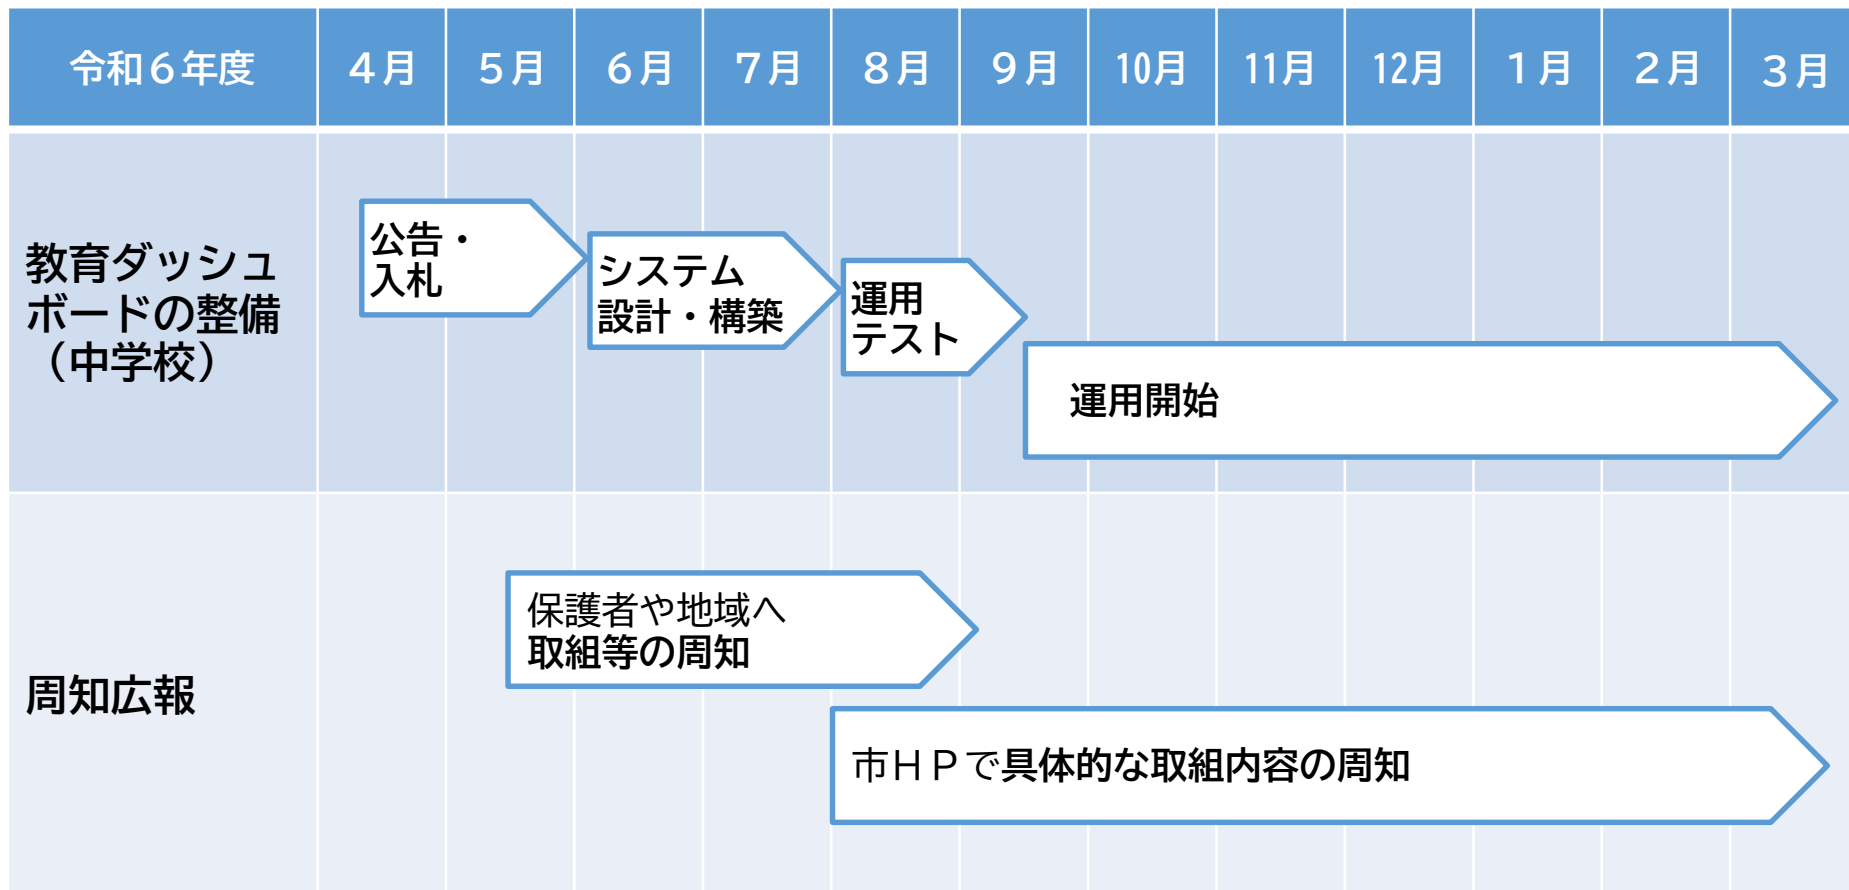 令和６年度
４月
５月
６月
７月
８月
９月
10月
11月
12月
１月
２月
３月
教育ダッシュ
ボードの整備
（中学校）
公告・
入札
システム
設計・構築
運用
テスト
運用開始
周知広報
保護者や地域へ
取組等の周知
市ＨＰで具体的な取組内容の周知